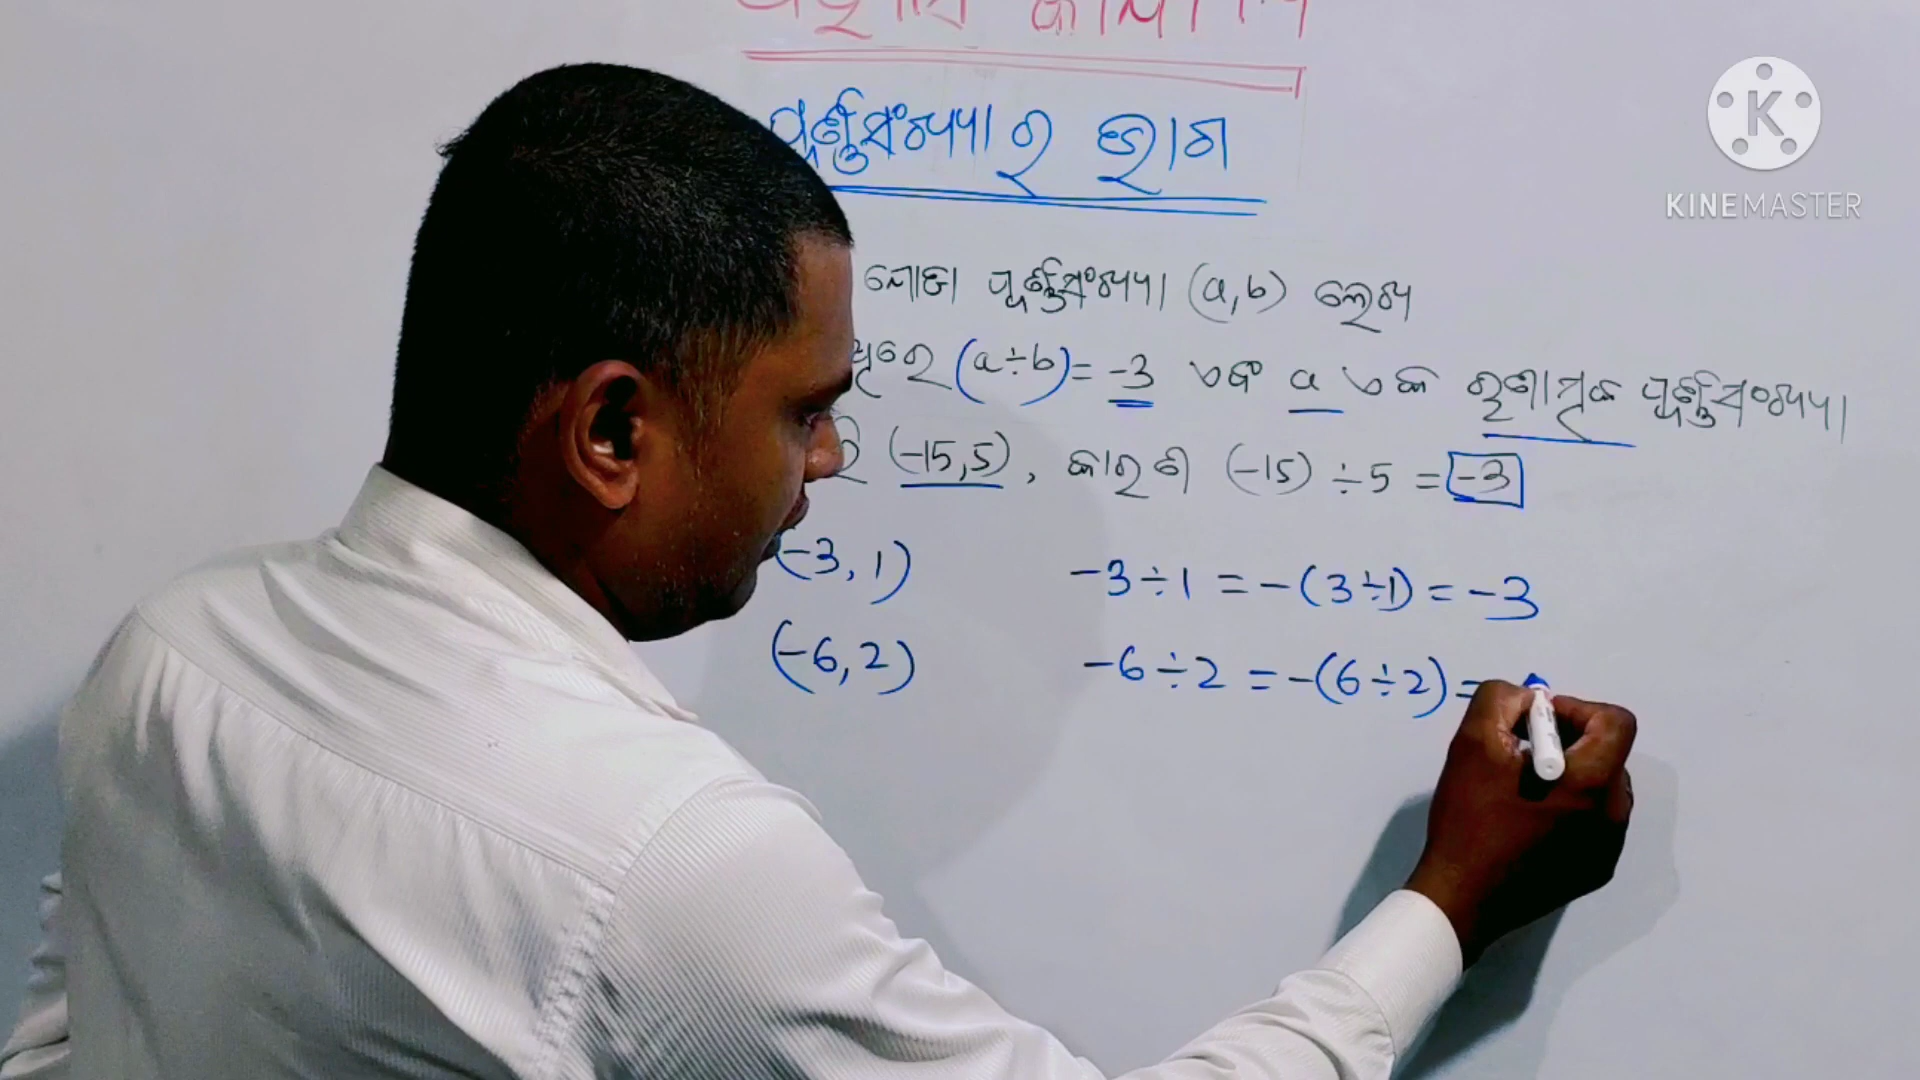 ପୂର୍ଣ୍ଣସଂଖ୍ୟାର ଭାଗ
K
KINEMASTER
ଯୋଡା ପୂର୍ଣ୍ଣସଂଖ୍ୟା (a,b) ଲେଖ
(a÷b)= -3 ଏବଂ a ଏକ ଋଣାତ୍ମକ ପୂର୍ଣ୍ଣସଂଖ୍ୟା
(-15,5), କାରଣ (-15) ÷5 = -3
(-3, 1) -3÷1 = -(3÷1) = -3
(-6,2) -6÷2 = -(6÷2) =